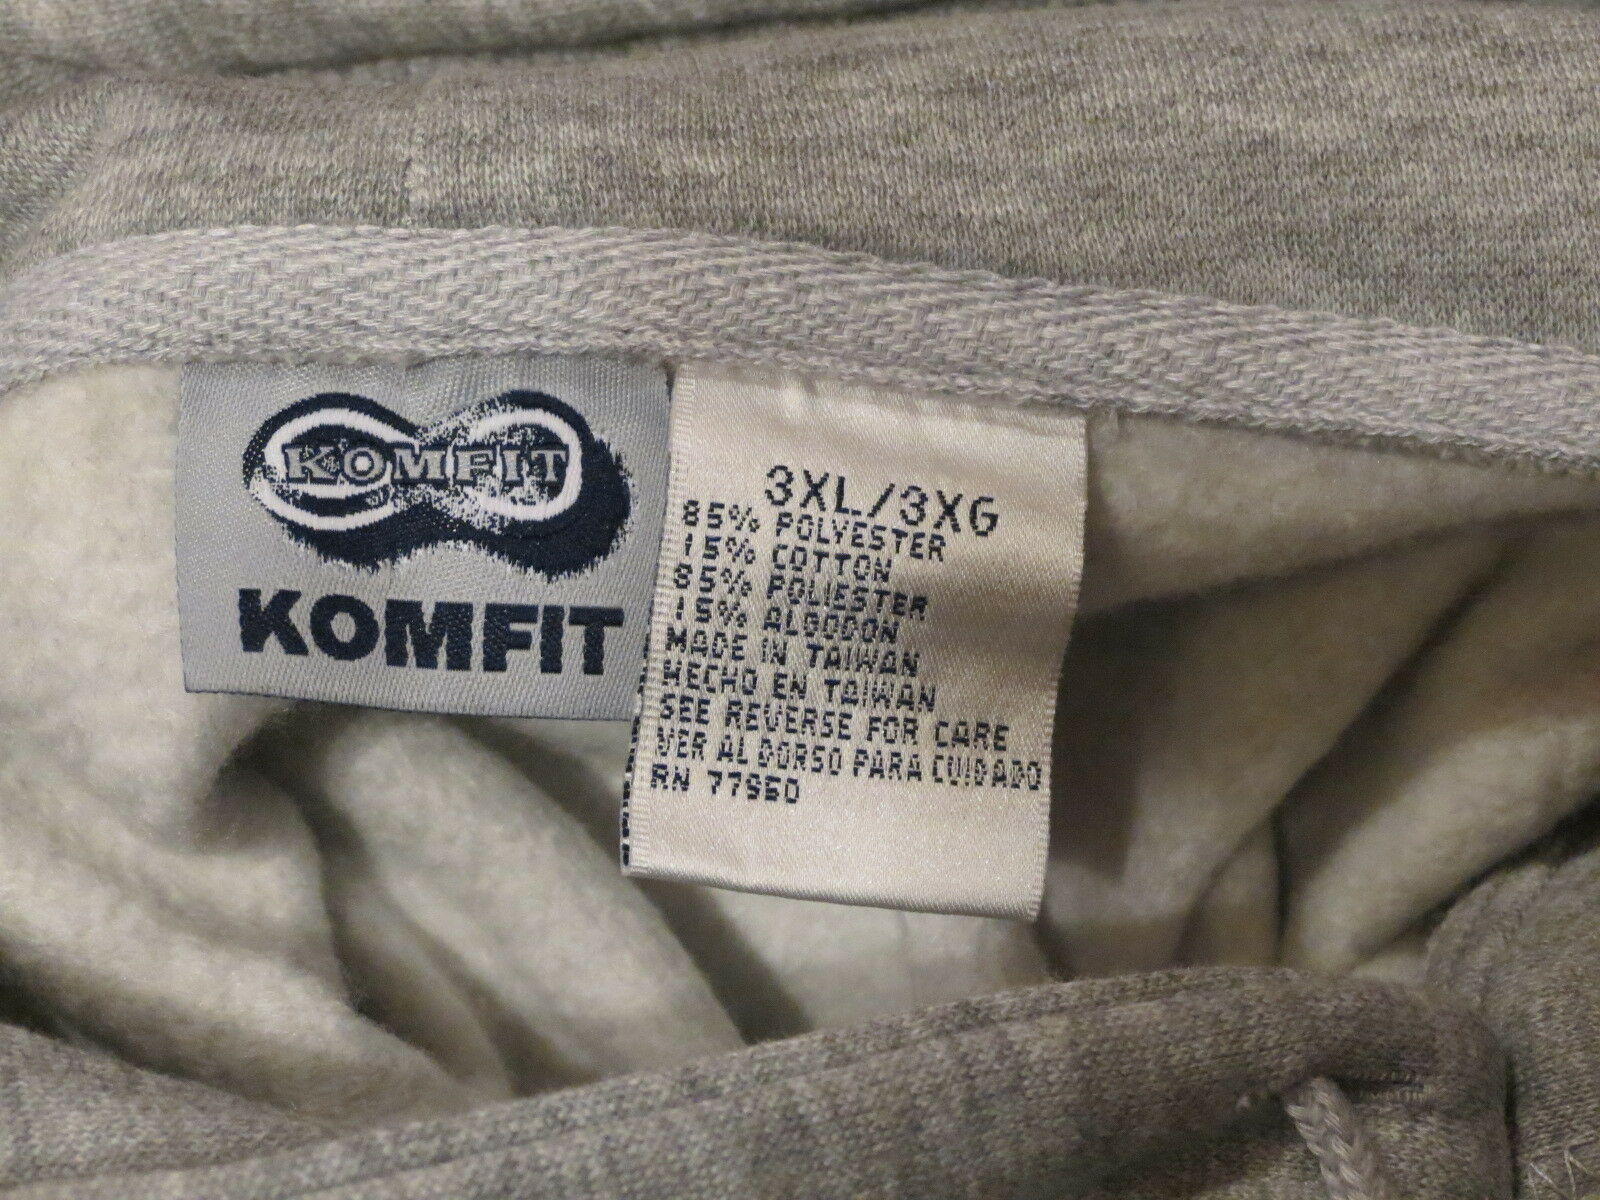 KOMFIT
KOMFIT
3XL/3XG
85% POLYESTER
15% COTTON
85% POLIESTER
15% ALGODON
MADE IN TAIWAN
HECHO EN TAIWAN
SEE REVERSE FOR CARE
VER AL DORSO PARA CUIDADO
RN 77960